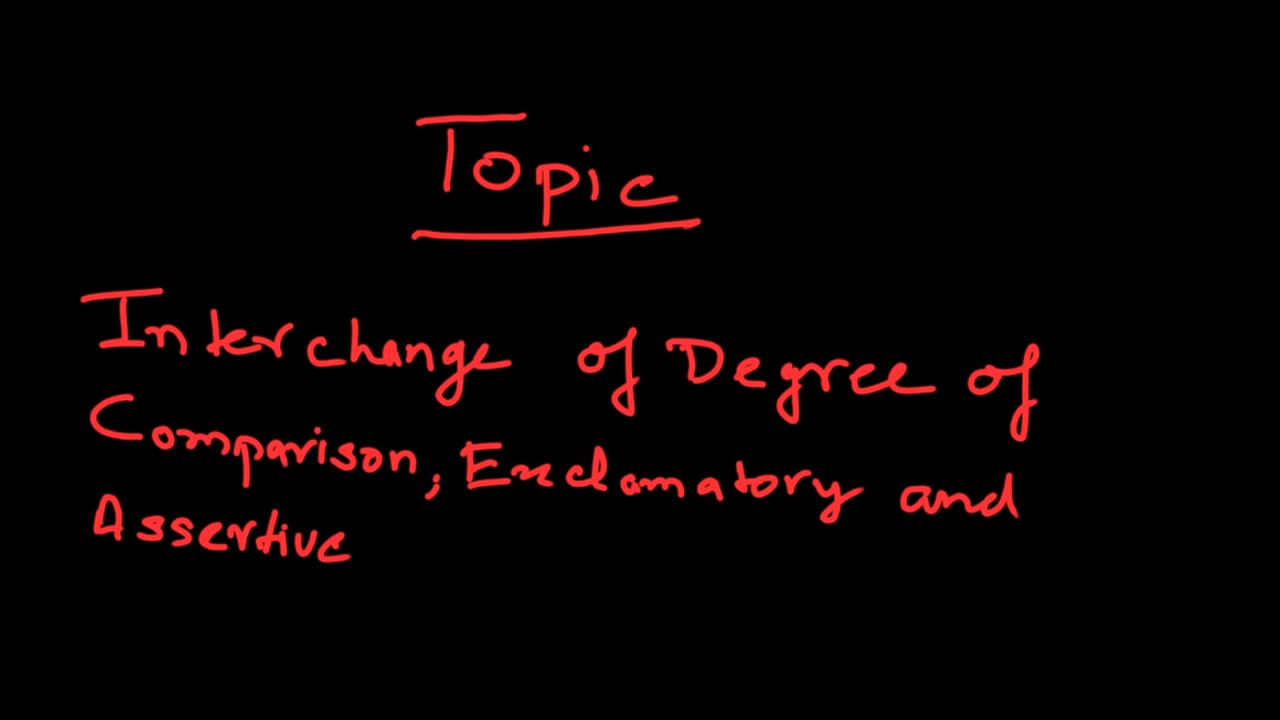 Topic
Interchange of Degree of
Comparison, Exclamatory and
Assertive